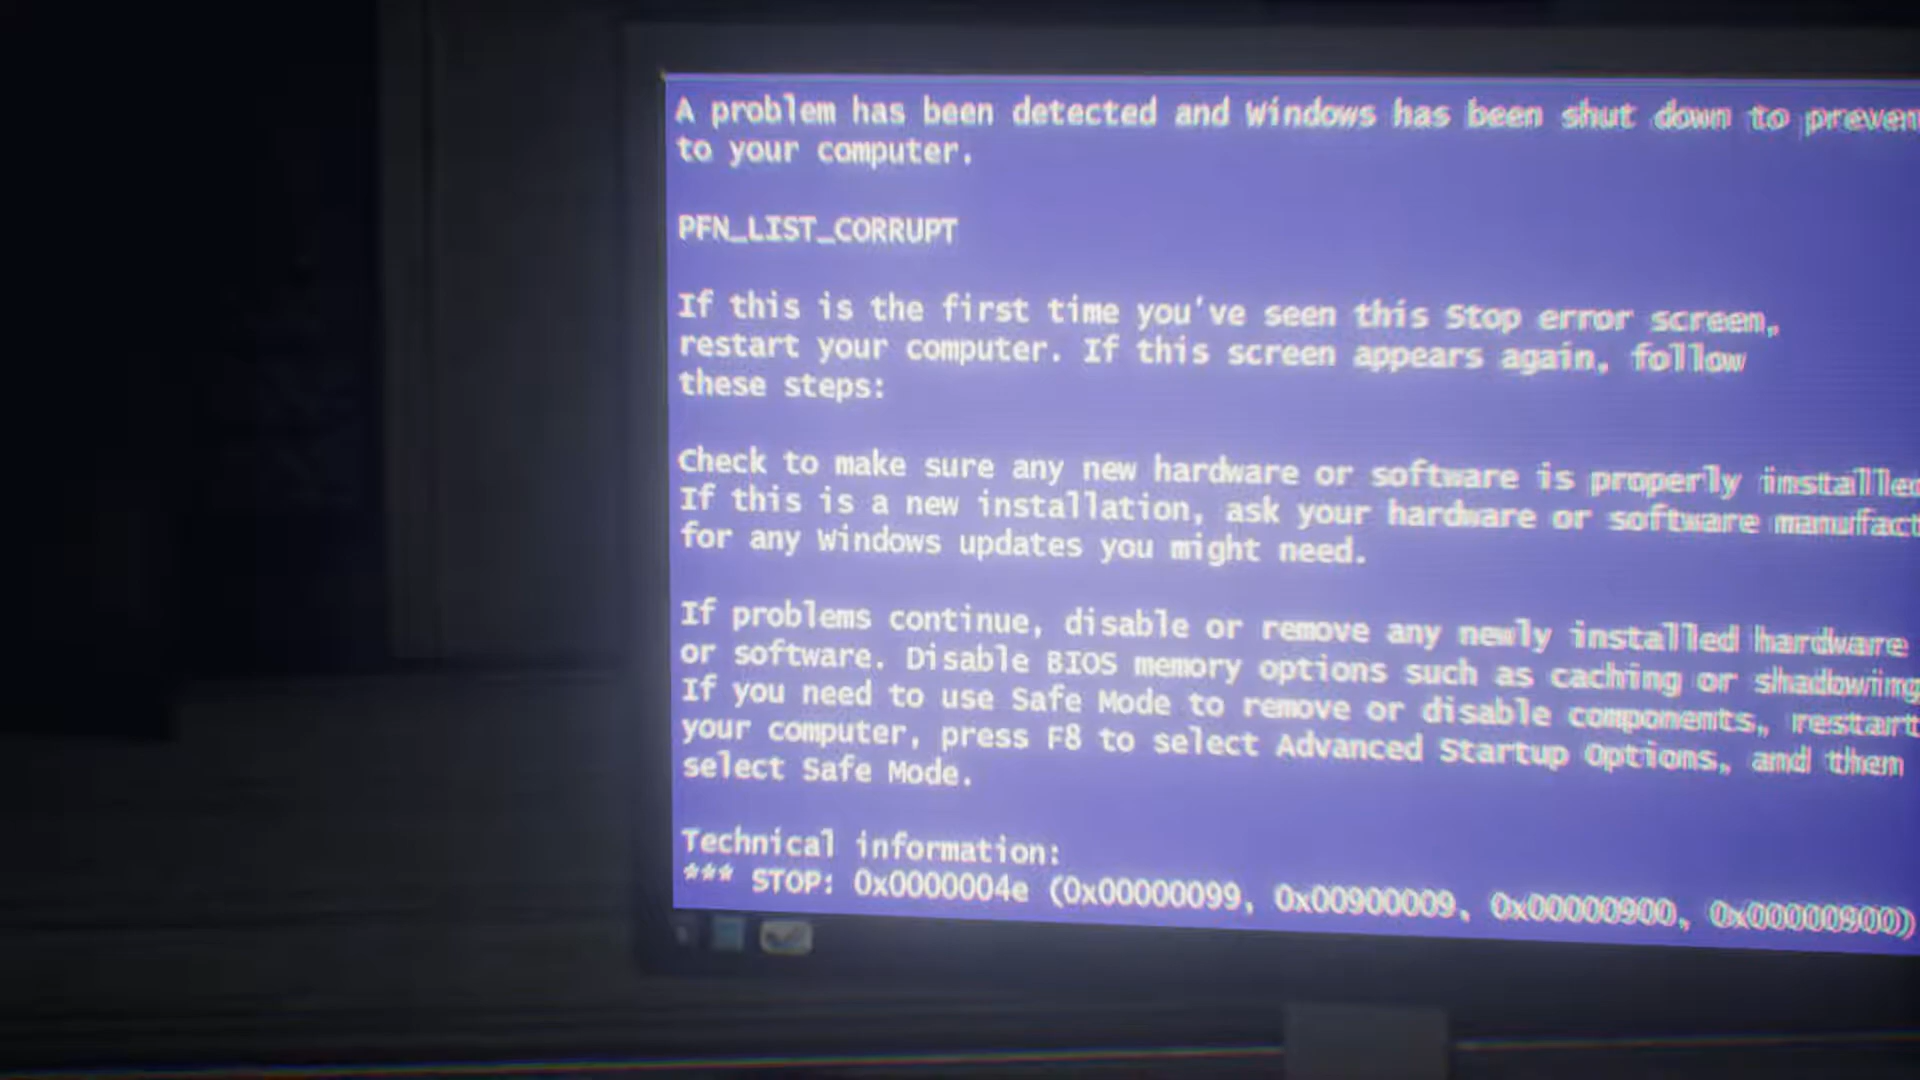 A problem has been detected and Windows has been shut down to preven
to your computer.
PFN_LIST_CORRUPT
If this is the first time you've seen this Stop error screen,
restart your computer. If this screen appears again, follow
these steps:
Check to make sure any new hardware or software is properly installed
If this is a new installation, ask your hardware or software manufact
for any Windows updates you might need.
If problems continue, disable or remove any newly installed hardware
or software. Disable BIOS memory options such as caching or shadowing
If you need to use Safe Mode to remove or disable components, restart
your computer, press F8 to select Advanced Startup Options, and then
select Safe Mode.
Technical information:
*** STOP: 0x0000004e (0x00000099, 0x00900009, 0x00000900, 0x00000900)